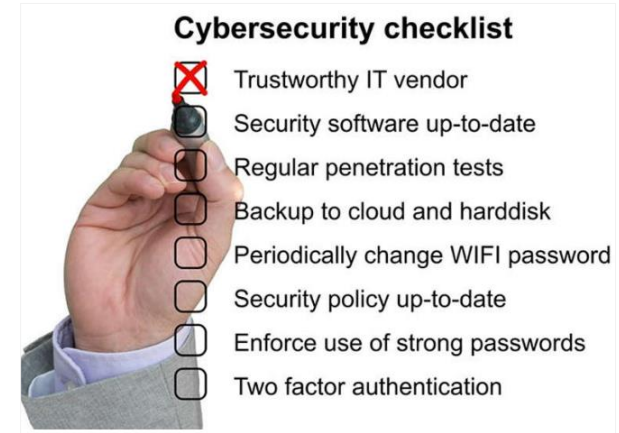 Cybersecurity checklist
Trustworthy IT vendor
Security software up-to-date
Regular penetration tests
Backup to cloud and harddisk
Periodically change WIFI password
Security policy up-to-date
Enforce use of strong passwords
Two factor authentication